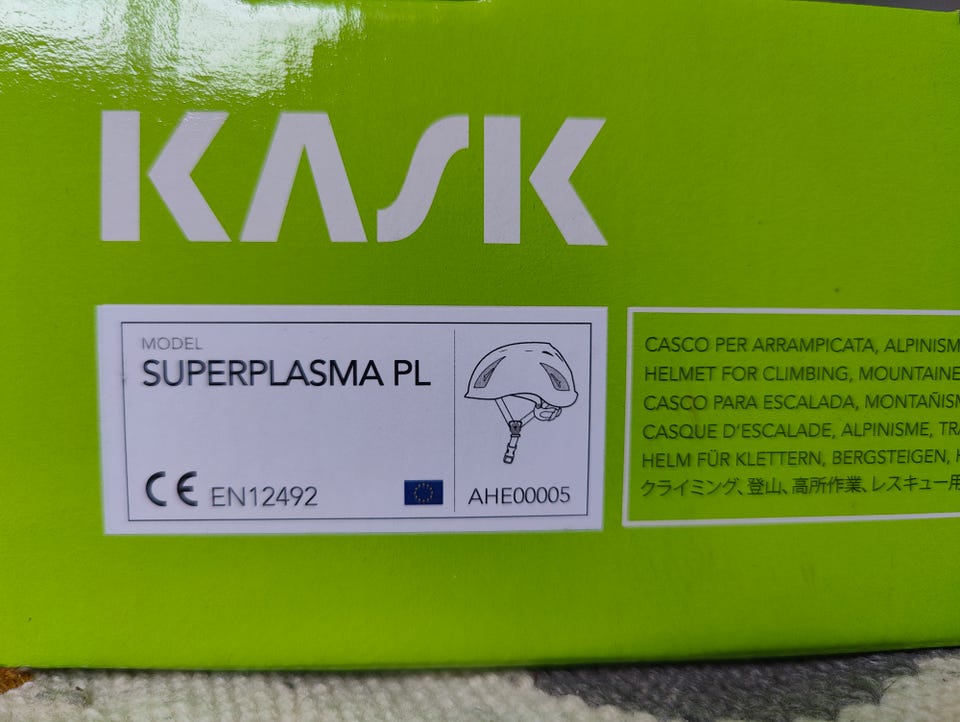 KASK
MODEL
SUPERPLASMA PL
CE EN12492
AHE00005
CASCO PER ARRAMPICATA, ALPINISM
HELMET FOR CLIMBING, MOUNTAINE
CASCO PARA ESCALADA, MONTAÑISM
CASQUE D'ESCALADE, ALPINISME, TRA
HELM FÜR KLETTERN, BERGSTEIGEN, H
クライミング、登山、高所作業、レスキュー用